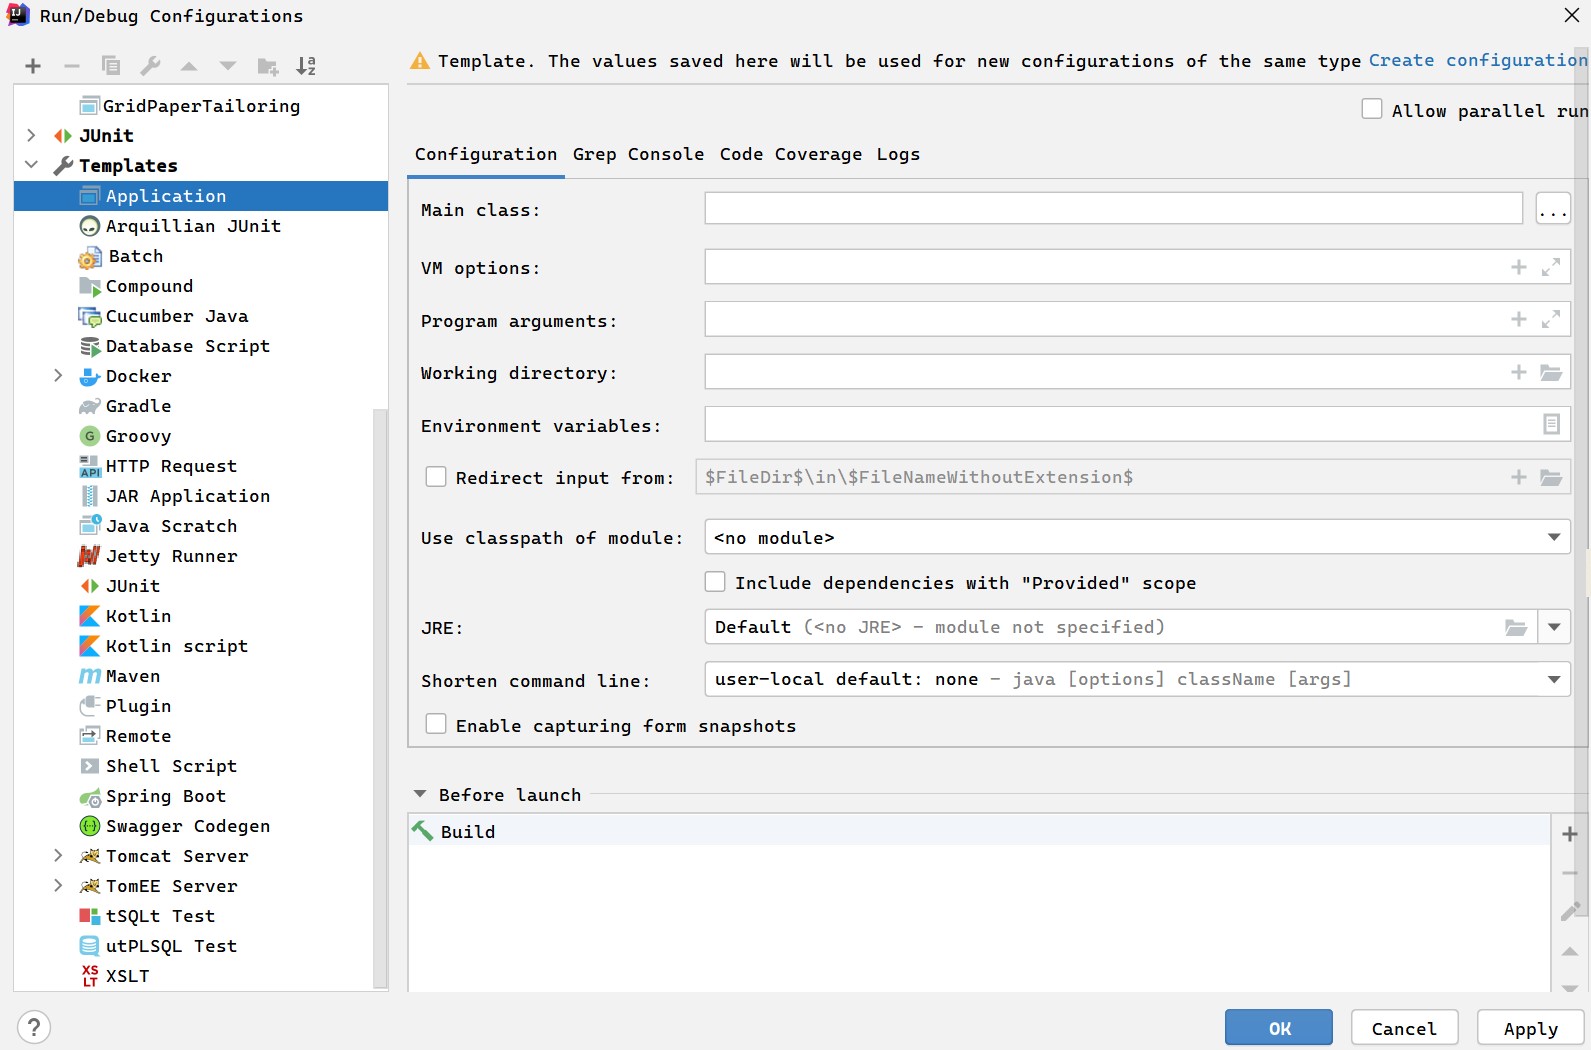 Run/Debug Configurations
Template. The values saved here will be used for new configurations of the same type Create configuration
Allow parallel run
GridPaperTailoring
JUnit
Templates
Application
Arquillian JUnit
Batch
Compound
Cucumber Java
Database Script
Docker
Gradle
Groovy
HTTP Request
JAR Application
Java Scratch
Jetty Runner
JUnit
Kotlin
Kotlin script
Maven
Plugin
Remote
Shell Script
Spring Boot
Swagger Codegen
Tomcat Server
TomEE Server
tSQLt Test
utPLSQL Test
XSLT
Configuration Grep Console Code Coverage Logs
Main class:
...
VM options:
Program arguments:
Working directory:
Environment variables:
Redirect input from: $FileDir$\in\$FileNameWithoutExtension$
Use classpath of module: <no module>
Include dependencies with "Provided" scope
JRE: Default (<no JRE> - module not specified)
Shorten command line: user-local default: none - java [options] className [args]
Enable capturing form snapshots
Before launch
Build
? OK Cancel Apply